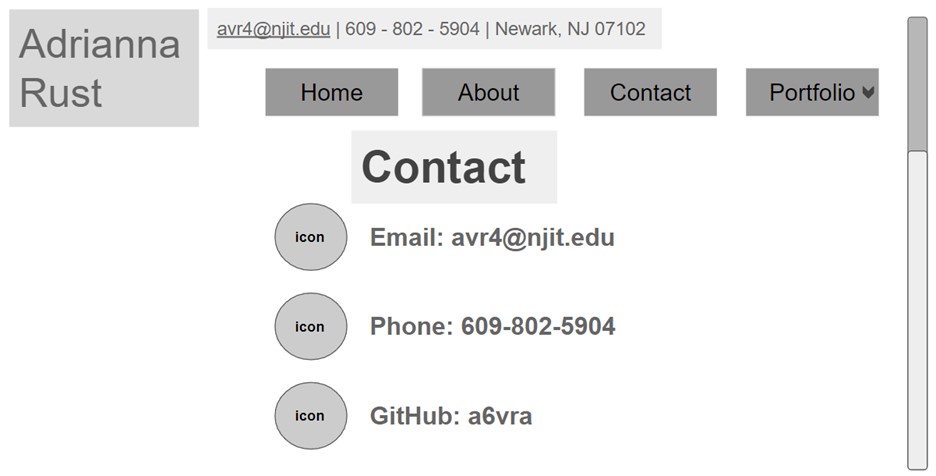 Adrianna
Rust
avr4@njit.edu | 609 - 802 - 5904 | Newark, NJ 07102
Home
About
Contact
Portfolio
Contact
icon
Email: avr4@njit.edu
icon
Phone: 609-802-5904
icon
GitHub: a6vra